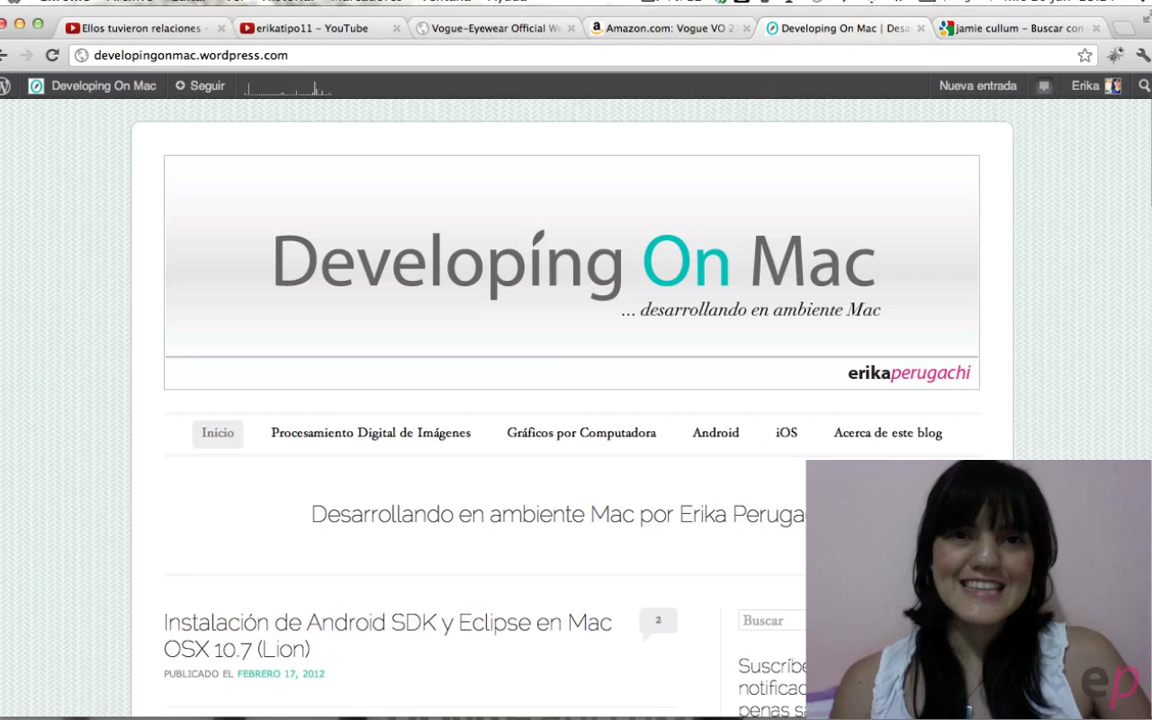 Ellos tuvieron relaciones -
erikatipo11 – YouTube
Vogue-Eyewear Official We
Amazon.com: Vogue VO 2
Developing On Mac | Desa
jamie cullum – Buscar con
developingonmac.wordpress.com
Developing On Mac
Seguir
Nueva entrada
Erika
Developing On Mac
... desarrollando en ambiente Mac
erikaperugachi
Inicio
Procesamiento Digital de Imágenes
Gráficos por Computadora
Android
iOS
Acerca de este blog
Desarrollando en ambiente Mac por Erika Peruga
Instalación de Android SDK y Eclipse en Mac
OSX 10.7 (Lion)
2
PUBLICADO EL FEBRERO 17, 2012
Buscar
Suscríbe
notificac
penas sa
ep